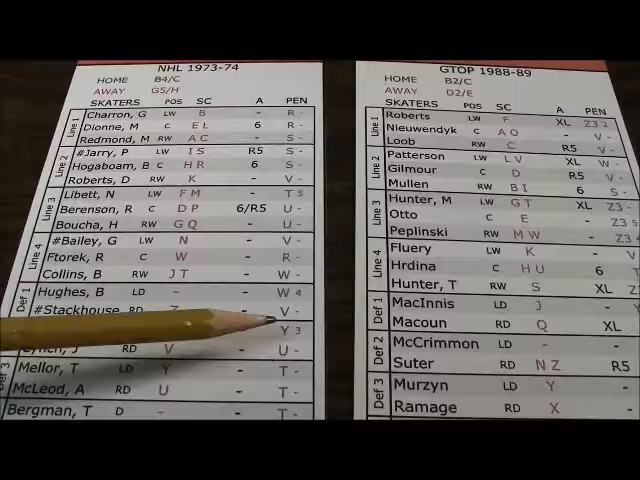 NHL 1973-74
HOME B4/C
AWAY G5/H
SKATERS POS SC A PEN
Line 1
Charron, G LW B - R -
Dionne, M C E L 6 R -
Redmond, M RW A C - S -
Line 2
#Jarry, P LW I S R5 S -
Hogaboam, B C H R 6 S -
Roberts, D RW K - V -
Line 3
Libett, N LW F M - T 5
Berenson, R C D P 6/R5 U -
Boucha, H RW G Q - U -
Line 4
#Bailey, G LW N - V -
Ftorek, R C W - R -
Collins, B RW J T - W -
Def 1
Hughes, B LD - - W 4
#Stackhouse RD - V -
Y 3
Lynch, J RD V - U -
Def 3
Mellor, T LD Y - T -
McLeod, A RD U - T -
Bergman, T D - - T -
GTOP 1988-89
HOME B2/C
AWAY D2/E
SKATERS POS SC A PEN
Line 1
Roberts LW F XL Z3 2
Nieuwendyk C A O - V -
Loob RW C R5 V -
Line 2
Patterson LW L V XL W -
Gilmour C D R5 V -
Mullen RW B I 6 S -
Line 3
Hunter, M LW G T XL Z3
Otto C E - Z3 5
Peplinski RW M W - Z3
Line 4
Fluery LW K - V
Hrdina C H U 6
Hunter, T RW S XL Z
Def 1
MacInnis LD J -
Macoun RD Q XL
Def 2
McCrimmon LD - -
Suter RD N Z R5
Def 3
Murzyn LD Y -
Ramage RD X -